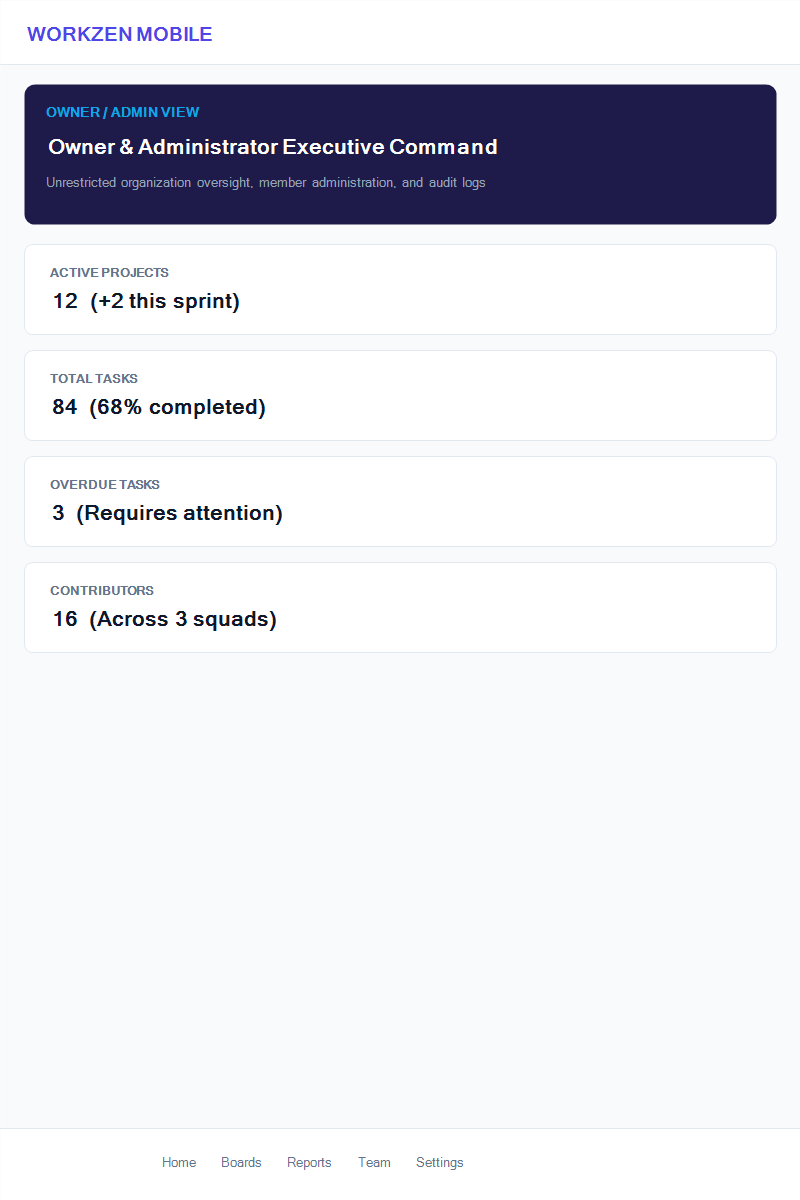 WORKZEN MOBILE
OWNER / ADMIN VIEW
Owner & Administrator Executive Command
Unrestricted organization oversight, member administration, and audit logs
ACTIVE PROJECTS
12 (+2 this sprint)
TOTAL TASKS
84 (68% completed)
OVERDUE TASKS
3 (Requires attention)
CONTRIBUTORS
16 (Across 3 squads)
Home Boards Reports Team Settings